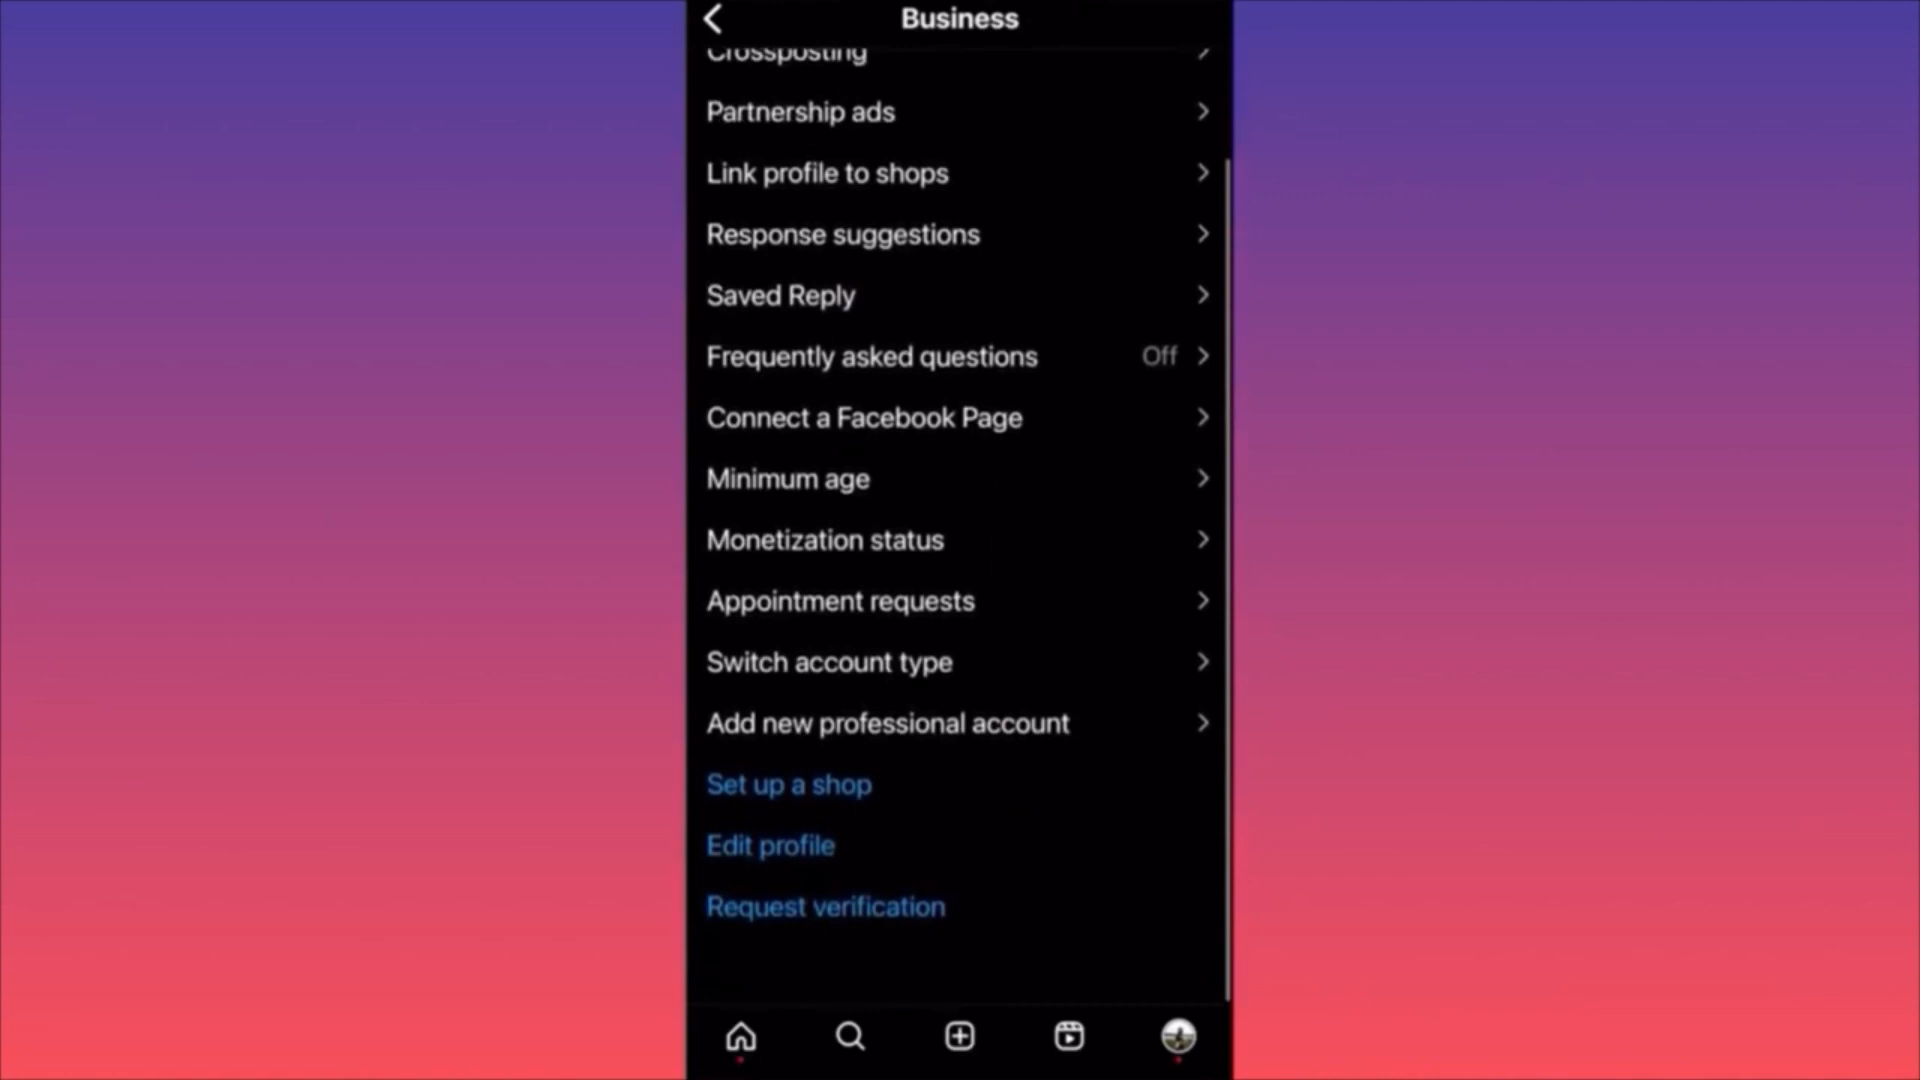 Business
Crossposting
Partnership ads
Link profile to shops
Response suggestions
Saved Reply
Frequently asked questions Off
Connect a Facebook Page
Minimum age
Monetization status
Appointment requests
Switch account type
Add new professional account
Set up a shop
Edit profile
Request verification